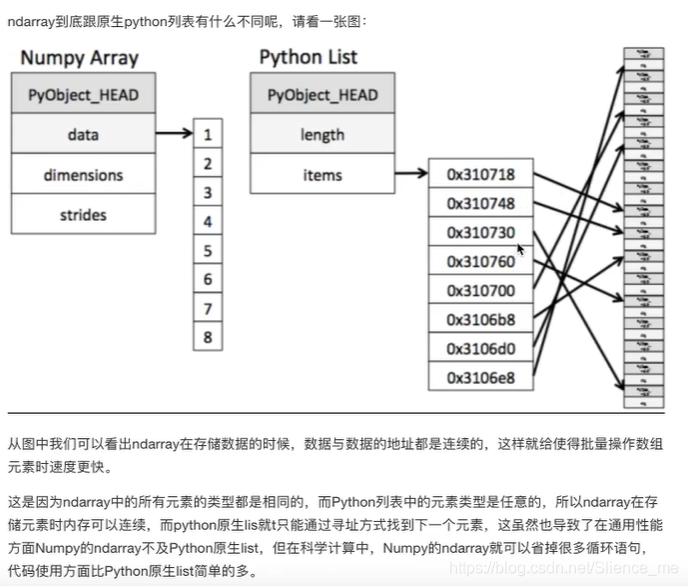 ndarray到底跟原生python列表有什么不同呢，请看一张图：
Numpy Array
PyObject_HEAD
data
dimensions
strides
1
2
3
4
5
6
7
8
Python List
PyObject_HEAD
length
items
0x310718
0x310748
0x310730
0x310760
0x310700
0x3106b8
0x3106d0
0x3106e8
从图中我们可以看出ndarray在存储数据的时候，数据与数据的地址都是连续的，这样就给使得批量操作数组
元素时速度更快。
这是因为ndarray中的所有元素的类型都是相同的，而Python列表中的元素类型是任意的，所以ndarray在存
储元素时内存可以连续，而python原生lis就t只能通过寻址方式找到下一个元素，这虽然也导致了在通用性能
方面Numpy的ndarray不及Python原生list，但在科学计算中，Numpy的ndarray就可以省掉很多循环语句，
代码使用方面比Python原生list简单的多。
https://blog.csdn.net/Slience_me